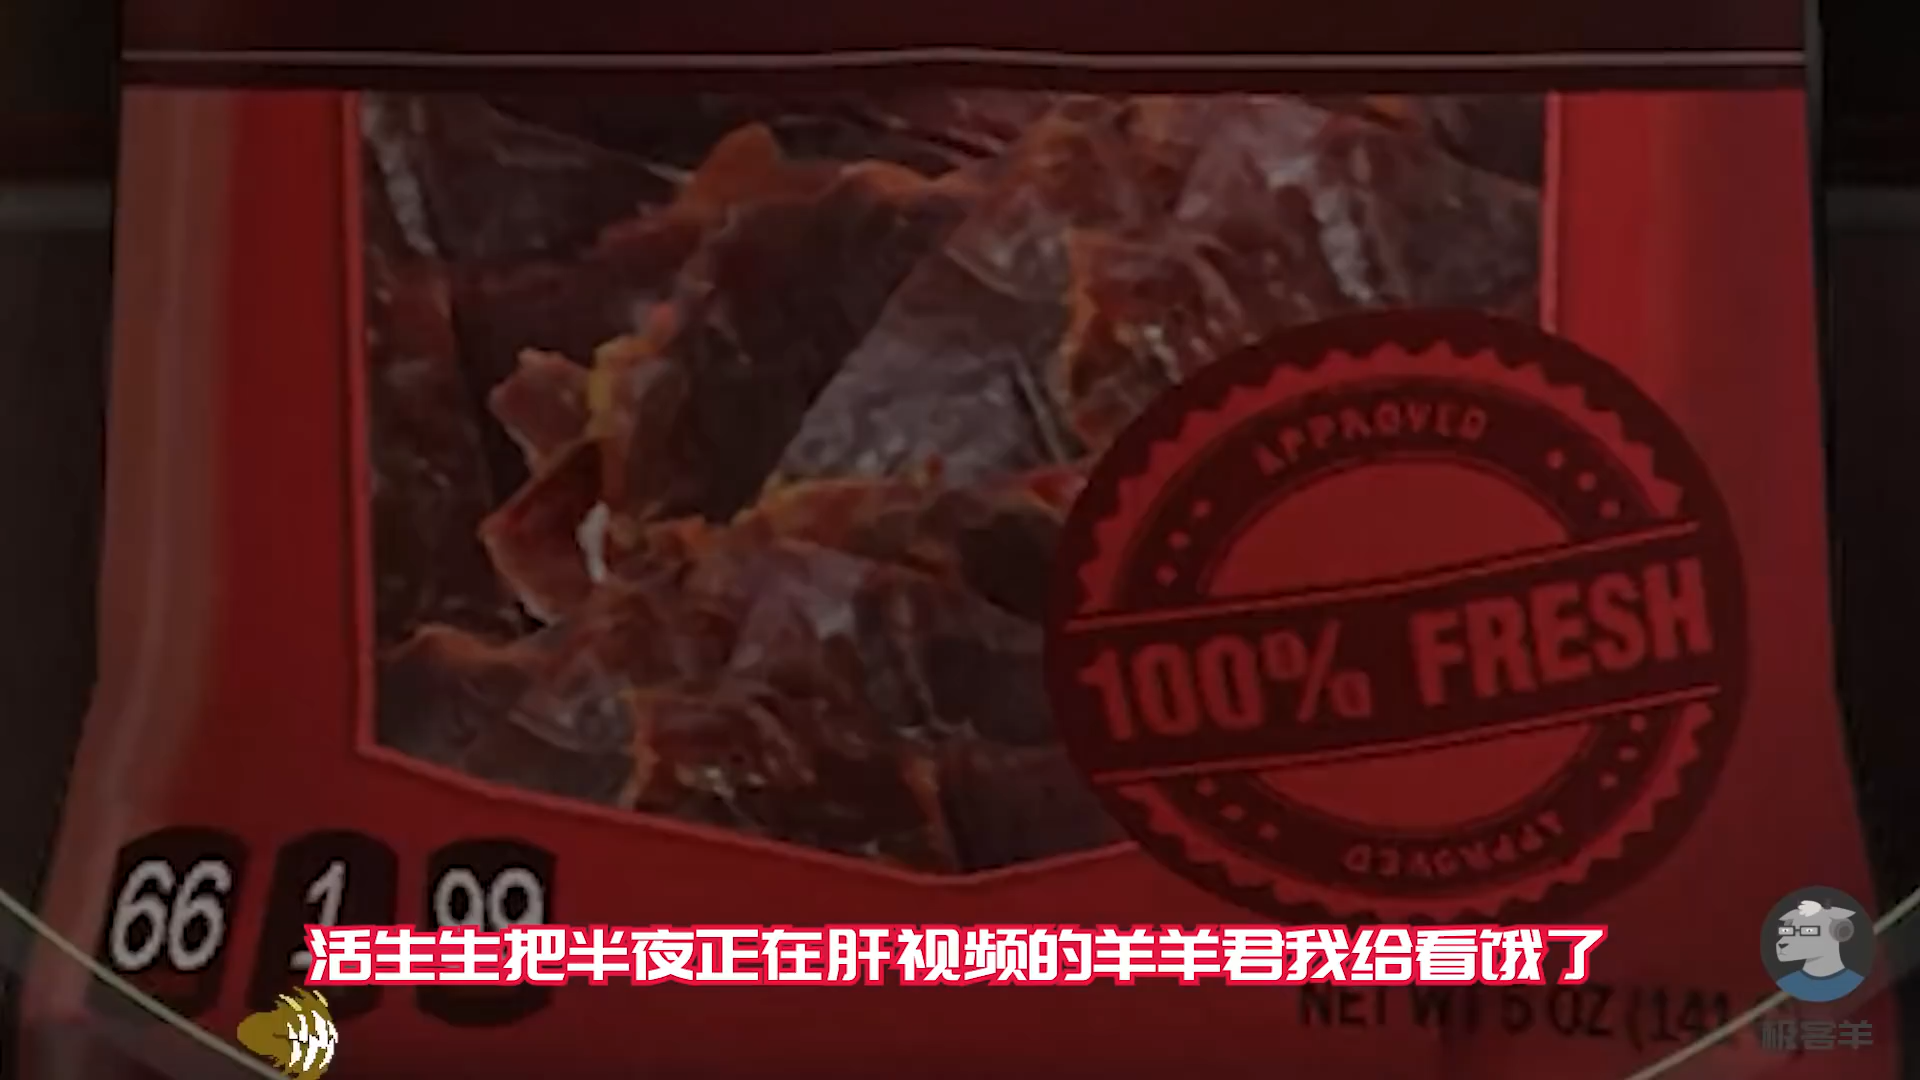 APPROVED
100% FRESH
APPROVED
66 1 99
活生生把半夜正在肝视频的羊羊君我给看饿了
NET WT 5 OZ (141
极客羊